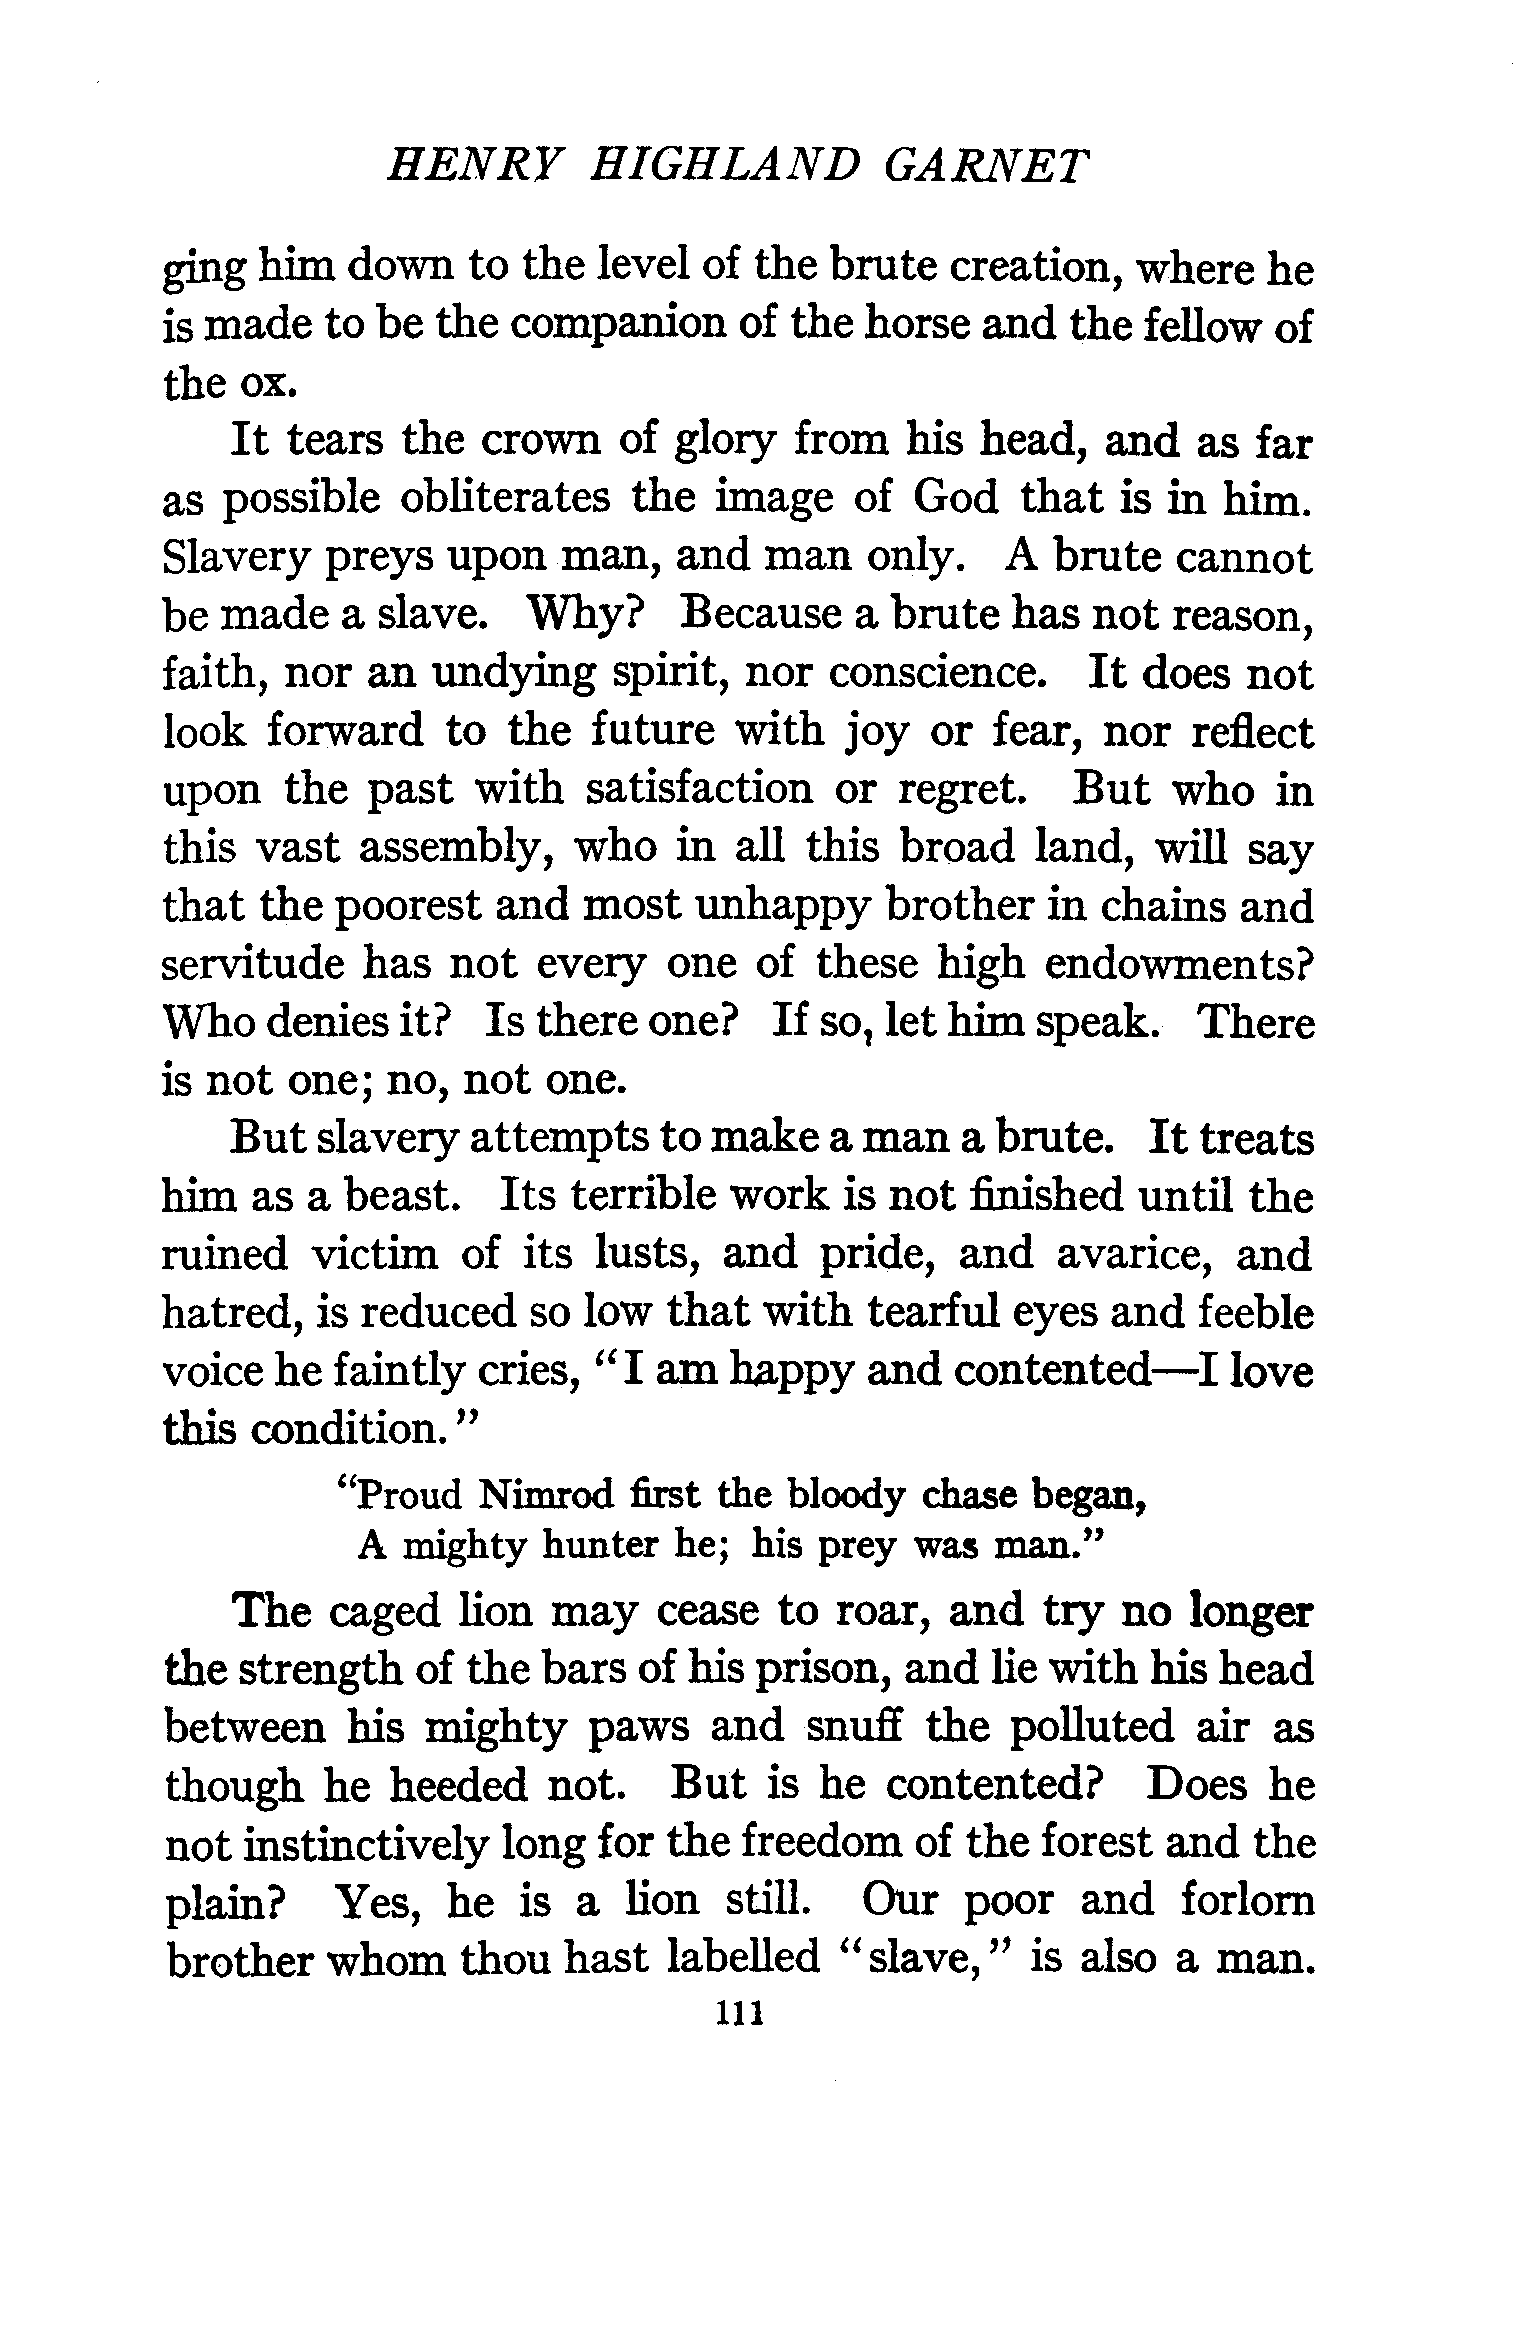 HENRY HIGHLAND GARNET
ging him down to the level of the brute creation, where he
is made to be the companion of the horse and the fellow of
the ox.
It tears the crown of glory from his head, and as far
as possible obliterates the image of God that is in him.
Slavery preys upon man, and man only. A brute cannot
be made a slave. Why? Because a brute has not reason,
faith, nor an undying spirit, nor conscience. It does not
look forward to the future with joy or fear, nor reflect
upon the past with satisfaction or regret. But who in
this vast assembly, who in all this broad land, will say
that the poorest and most unhappy brother in chains and
servitude has not every one of these high endowments?
Who denies it? Is there one? If so, let him speak. There
is not one; no, not one.
But slavery attempts to make a man a brute. It treats
him as a beast. Its terrible work is not finished until the
ruined victim of its lusts, and pride, and avarice, and
hatred, is reduced so low that with tearful eyes and feeble
voice he faintly cries, “I am happy and contented—I love
this condition.”
“Proud Nimrod first the bloody chase began,
A mighty hunter he; his prey was man.”
The caged lion may cease to roar, and try no longer
the strength of the bars of his prison, and lie with his head
between his mighty paws and snuff the polluted air as
though he heeded not. But is he contented? Does he
not instinctively long for the freedom of the forest and the
plain? Yes, he is a lion still. Our poor and forlorn
brother whom thou hast labelled “slave,” is also a man.
111